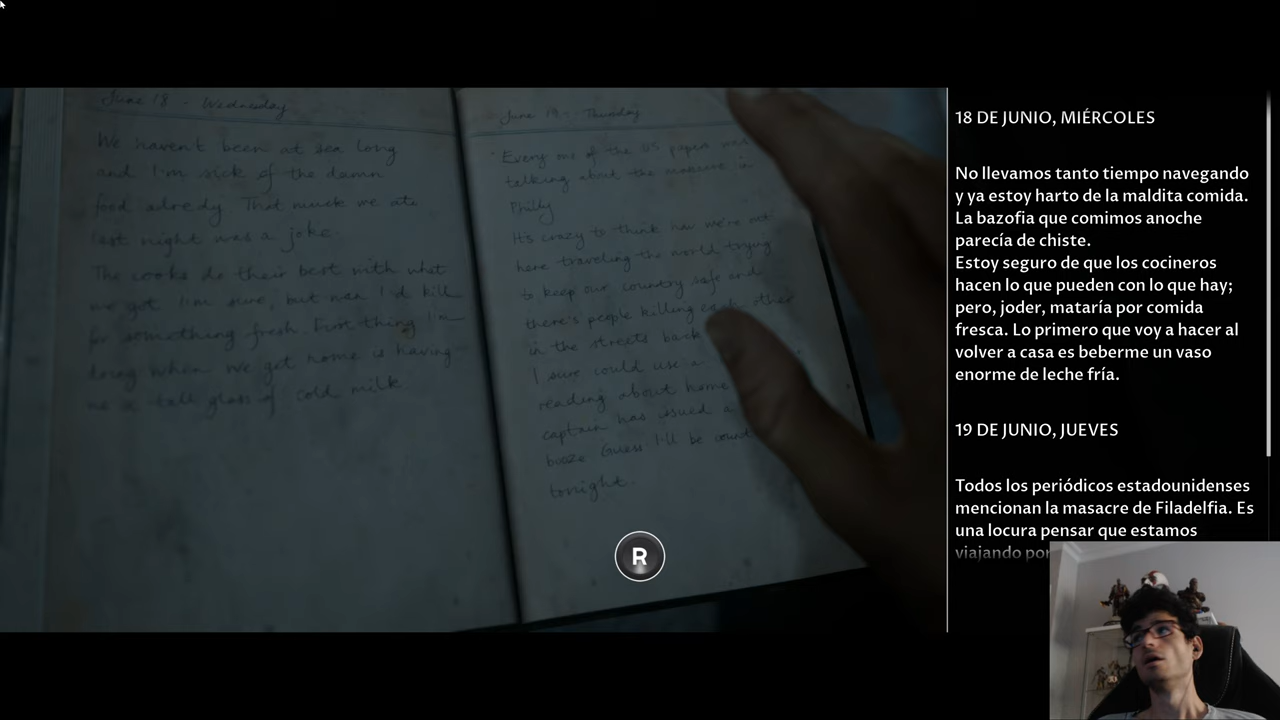 June 18 - Wednesday
We haven't been at sea long
and I'm sick of the damn
food alredy. That muck we ate
last night was a joke.
The cooks do their best with what
we got I'm sure, but man I'd kill
for something fresh. First thing I'm
doing when we get home is having
me a tall glass of cold milk
June 19 - Thursday
Every one of the US papers was
talking about the massacre in
Philly
It's crazy to think how we're out
here traveling the world trying
to keep our country safe and
there's people killing each other
in the streets back
I sure could use a
reading about home
captain has issued a
booze Guess I'll be
tonight.
R
18 DE JUNIO, MIÉRCOLES
No llevamos tanto tiempo navegando
y ya estoy harto de la maldita comida.
La bazofia que comimos anoche
parecía de chiste.
Estoy seguro de que los cocineros
hacen lo que pueden con lo que hay;
pero, joder, mataría por comida
fresca. Lo primero que voy a hacer al
volver a casa es beberme un vaso
enorme de leche fría.
19 DE JUNIO, JUEVES
Todos los periódicos estadounidenses
mencionan la masacre de Filadelfia. Es
una locura pensar que estamos
viajando por